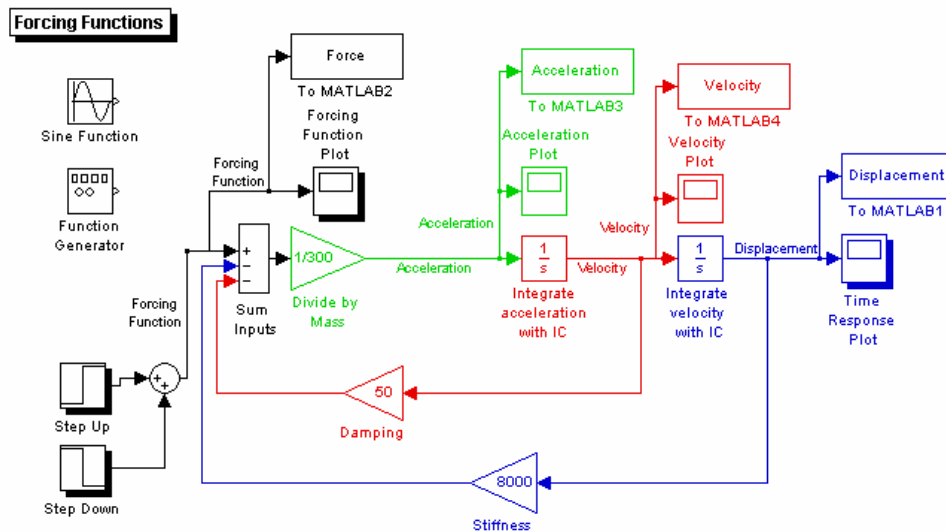 Forcing Functions
Sine Function
Function
Generator
Force
To MATLAB2
Forcing
Function
Plot
Forcing
Function
Acceleration
To MATLAB3
Acceleration
Plot
Acceleration
Velocity
To MATLAB4
Velocity
Plot
Velocity
Displacement
To MATLAB1
Displacement
Time
Response
Plot
+
−
−
Sum
Inputs
1/300
Divide by
Mass
Acceleration
1
s
Integrate
acceleration
with IC
Velocity
1
s
Integrate
velocity
with IC
Forcing
Function
+
+
Step Up
Step Down
50
Damping
8000
Stiffness